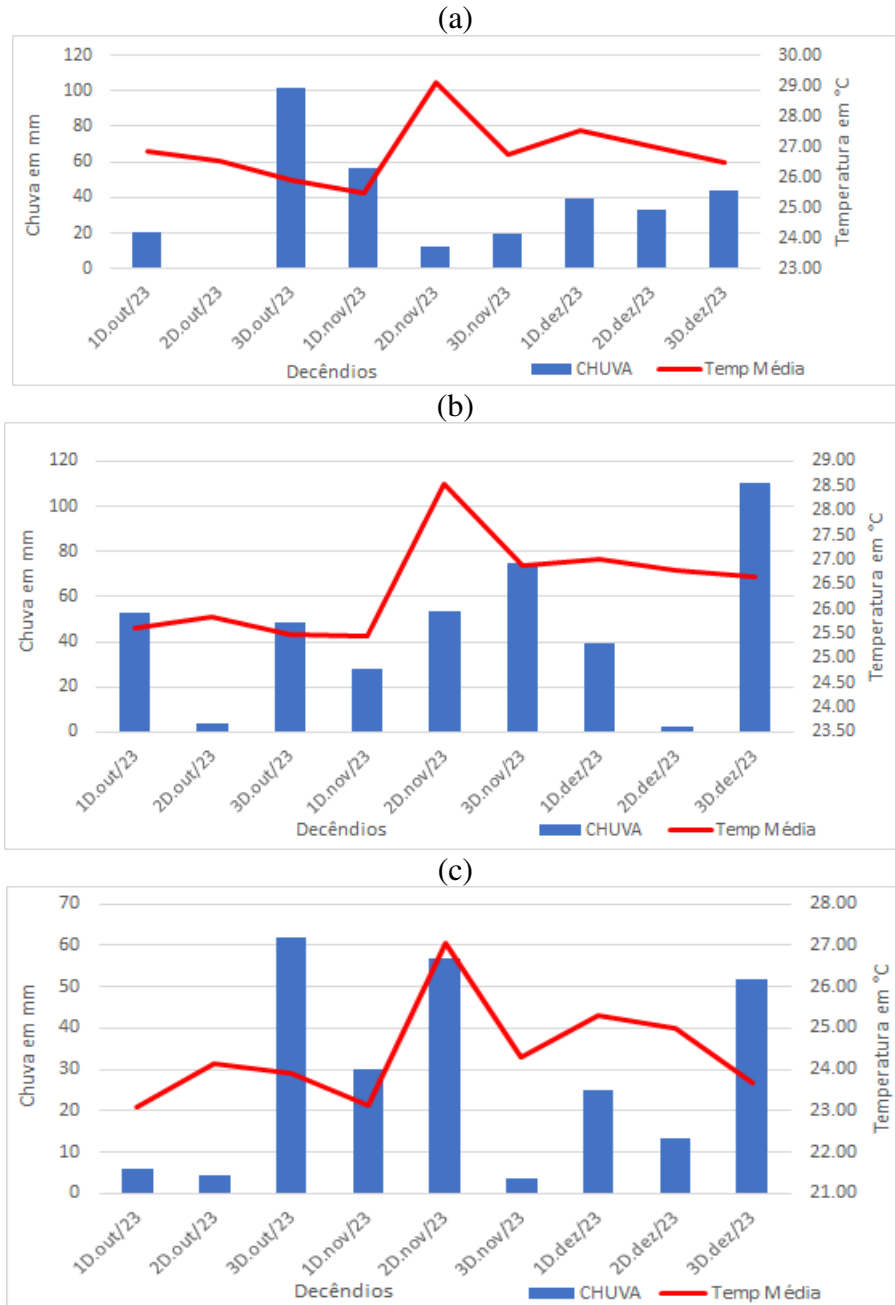 (a)
120
100
80
60
40
20
0
Chuva em mm
30.00
29.00
28.00
27.00
26.00
25.00
24.00
23.00
Temperatura em °C
1D.out/23
2D.out/23
3D.out/23
1D.nov/23
2D.nov/23
3D.nov/23
1D.dez/23
2D.dez/23
3D.dez/23
Decêndios
CHUVA
Temp Média
(b)
120
100
80
60
40
20
0
Chuva em mm
29.00
28.50
28.00
27.50
27.00
26.50
26.00
25.50
25.00
24.50
24.00
23.50
Temperatura em °C
1D.out/23
2D.out/23
3D.out/23
1D.nov/23
2D.nov/23
3D.nov/23
1D.dez/23
2D.dez/23
3D.dez/23
Decêndios
CHUVA
Temp Média
(c)
70
60
50
40
30
20
10
0
Chuva em mm
28.00
27.00
26.00
25.00
24.00
23.00
22.00
21.00
Temperatura em °C
1D.out/23
2D.out/23
3D.out/23
1D.nov/23
2D.nov/23
3D.nov/23
1D.dez/23
2D.dez/23
3D.dez/23
Decêndios
CHUVA
Temp Média